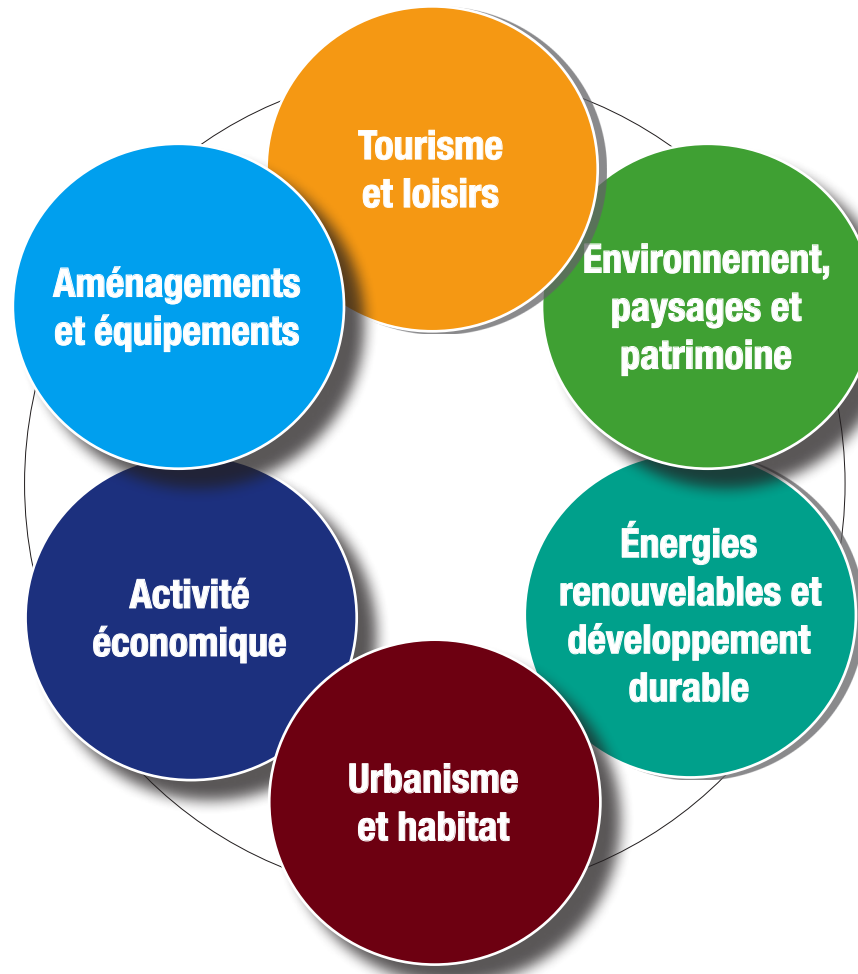 Tourisme
et loisirs
Environnement,
paysages et
patrimoine
Énergies
renouvelables et
développement
durable
Urbanisme
et habitat
Activité
économique
Aménagements
et équipements